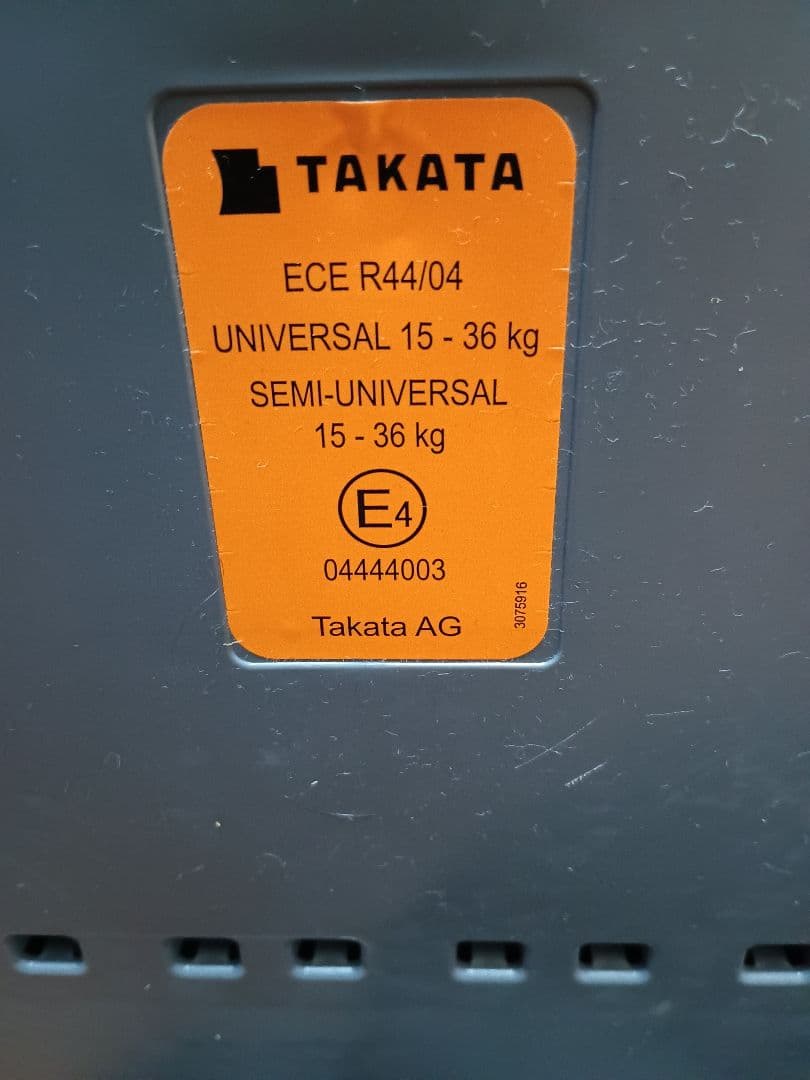 TAKATA
ECE R44/04
UNIVERSAL 15 - 36 kg
SEMI-UNIVERSAL
15 - 36 kg
E4
04444003
Takata AG
3075916